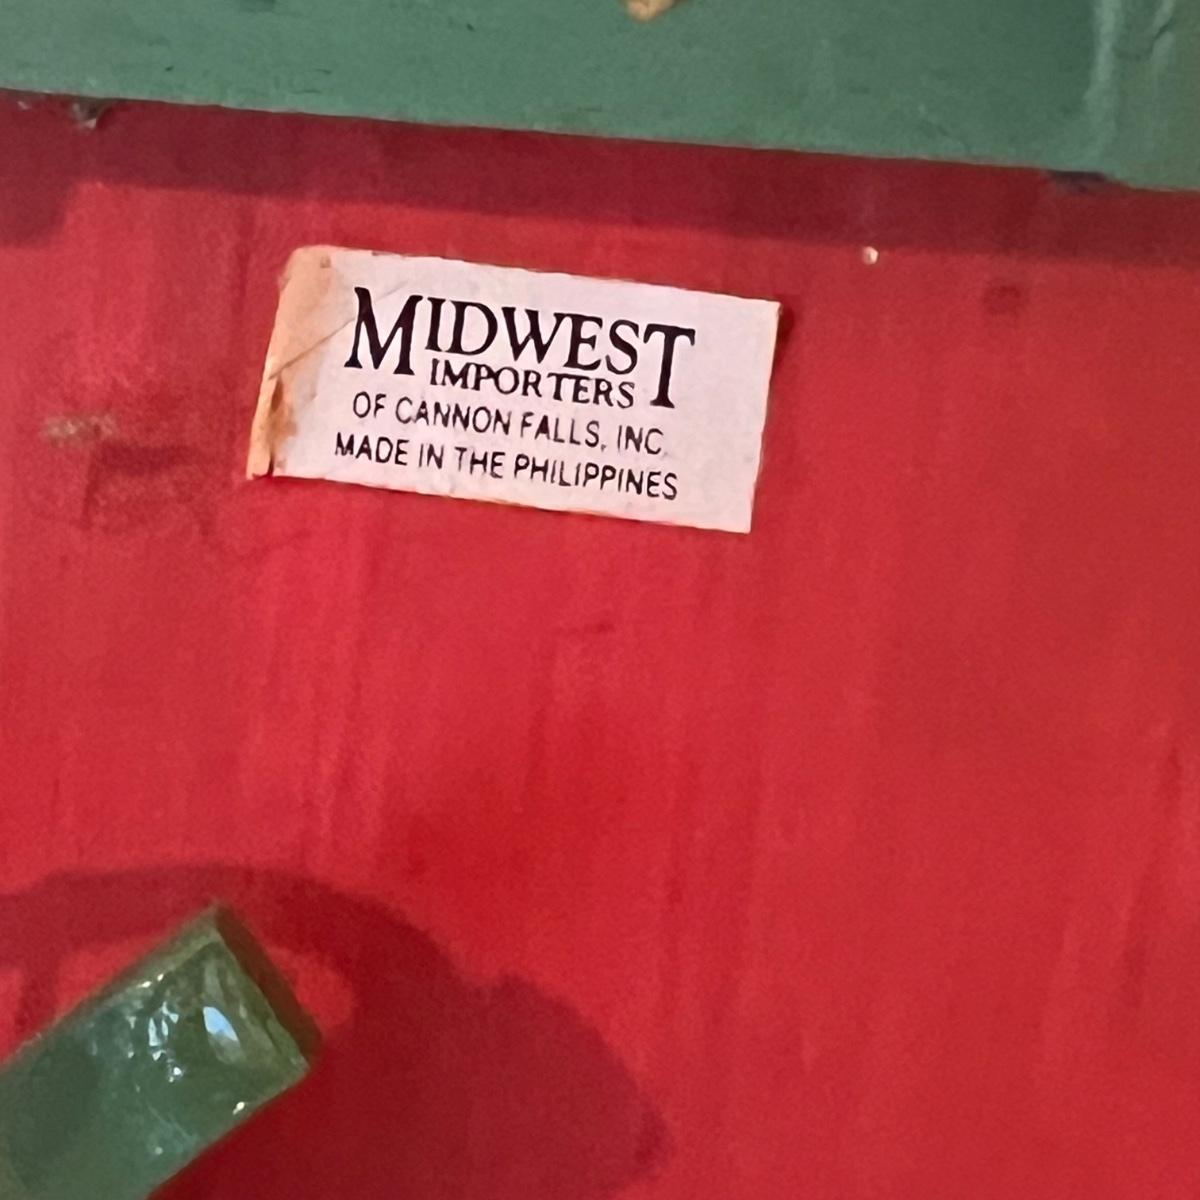 MIDWEST
IMPORTERS
OF CANNON FALLS, INC.
MADE IN THE PHILIPPINES